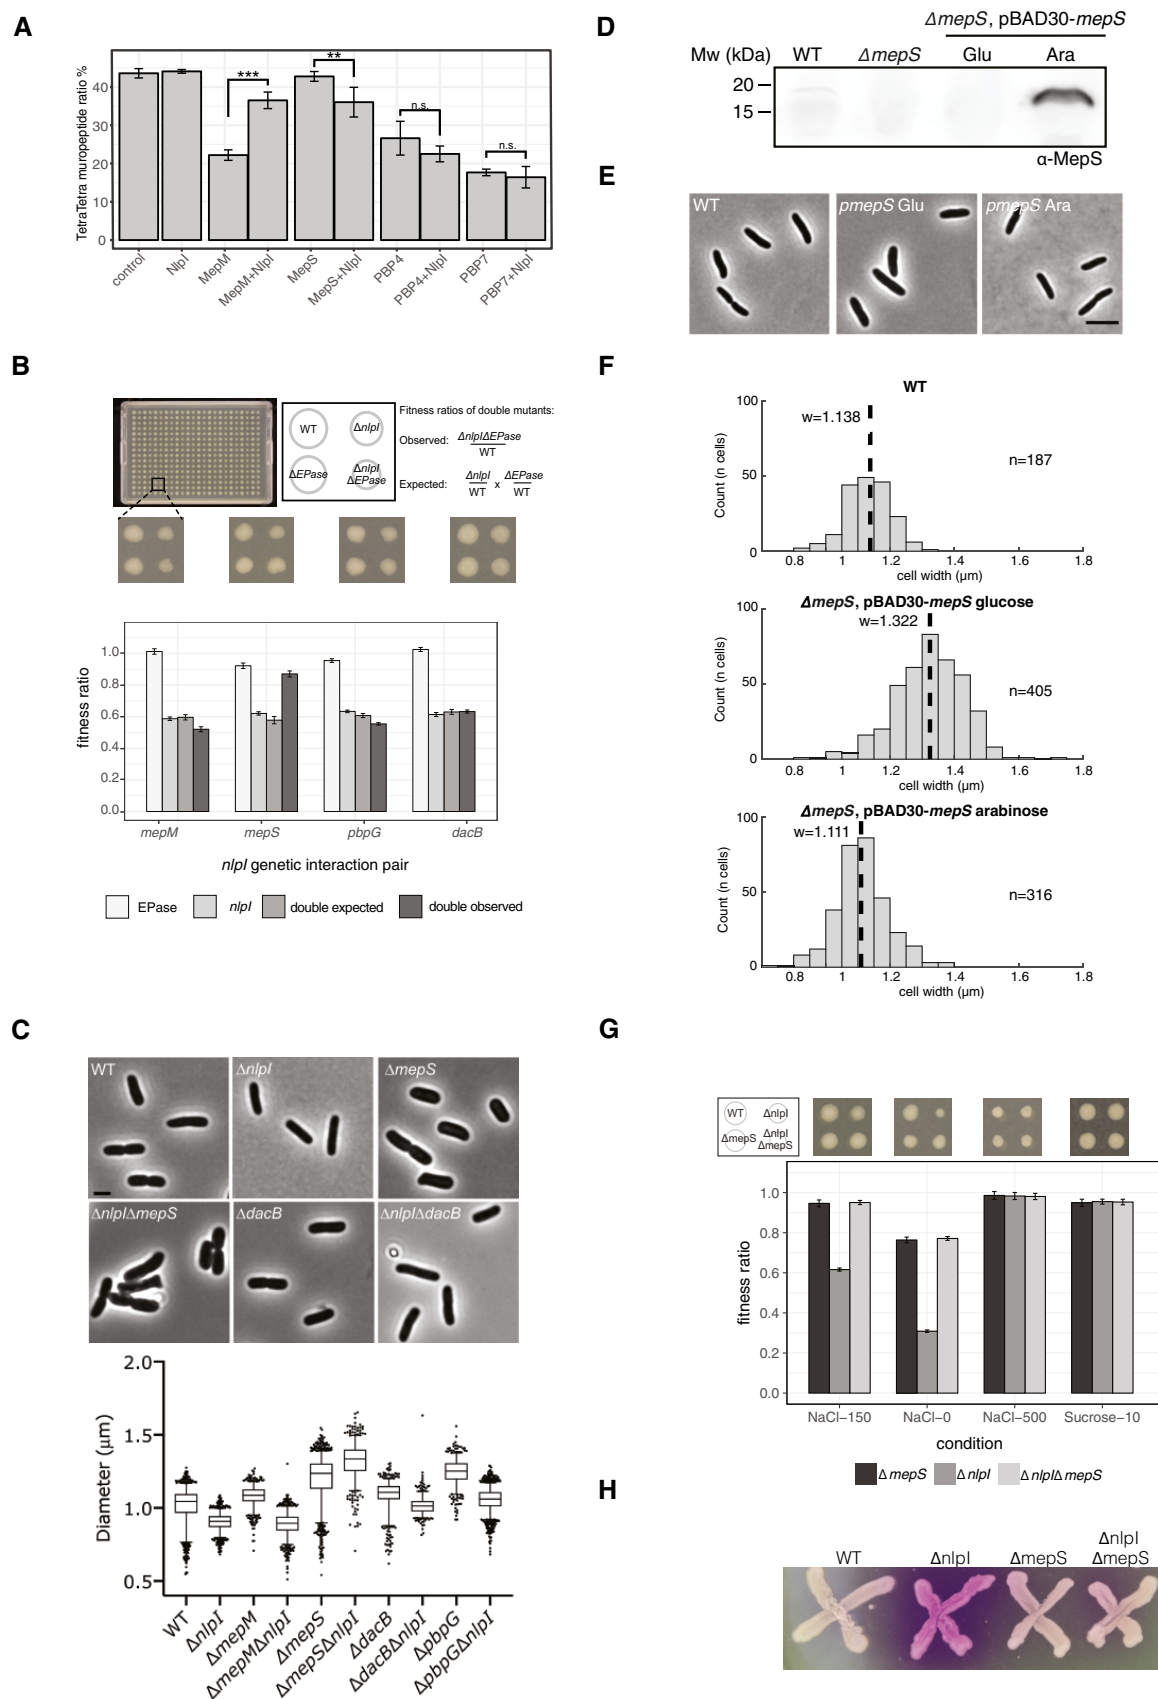 A
TetraTetra muropeptide ratio %
40
30
20
10
0
***
**
n.s.
n.s.
control
NlpI
MepM
MepM+NlpI
MepS
MepS+NlpI
PBP4
PBP4+NlpI
PBP7
PBP7+NlpI
B
WT
ΔnlpI
ΔEPase
ΔnlpI
ΔEPase
Fitness ratios of double mutants:
Observed: ΔnlpIΔEPase
WT
Expected: ΔnlpI x ΔEPase
WT WT
fitness ratio
1.0
0.8
0.6
0.4
0.2
0.0
mepM
mepS
pbpG
dacB
nlpI genetic interaction pair
EPase
nlpI
double expected
double observed
C
WT
ΔnlpI
ΔmepS
ΔnlpIΔmepS
ΔdacB
ΔnlpIΔdacB
Diameter (μm)
2.0
1.5
1.0
0.5
WT
ΔnlpI
ΔmepM
ΔmepMΔnlpI
ΔmepS
ΔmepSΔnlpI
ΔdacB
ΔdacBΔnlpI
ΔpbpG
ΔpbpGΔnlpI
D
ΔmepS, pBAD30-mepS
Mw (kDa)
WT
ΔmepS
Glu
Ara
20
15
α-MepS
E
WT
pmepS Glu
pmepS Ara
F
WT
w=1.138
n=187
Count (n cells)
100
50
0
0.8 1 1.2 1.4 1.6 1.8
cell width (μm)
ΔmepS, pBAD30-mepS glucose
w=1.322
n=405
Count (n cells)
100
50
0
0.8 1 1.2 1.4 1.6 1.8
cell width (μm)
ΔmepS, pBAD30-mepS arabinose
w=1.111
n=316
Count (n cells)
100
50
0
0.8 1 1.2 1.4 1.6 1.8
cell width (μm)
G
WT
ΔnlpI
ΔmepS
ΔnlpI
ΔmepS
fitness ratio
1.0
0.8
0.6
0.4
0.2
0.0
NaCl−150
NaCl−0
NaCl−500
Sucrose−10
condition
ΔmepS
ΔnlpI
ΔnlpIΔmepS
H
WT
ΔnlpI
ΔmepS
ΔnlpI
ΔmepS